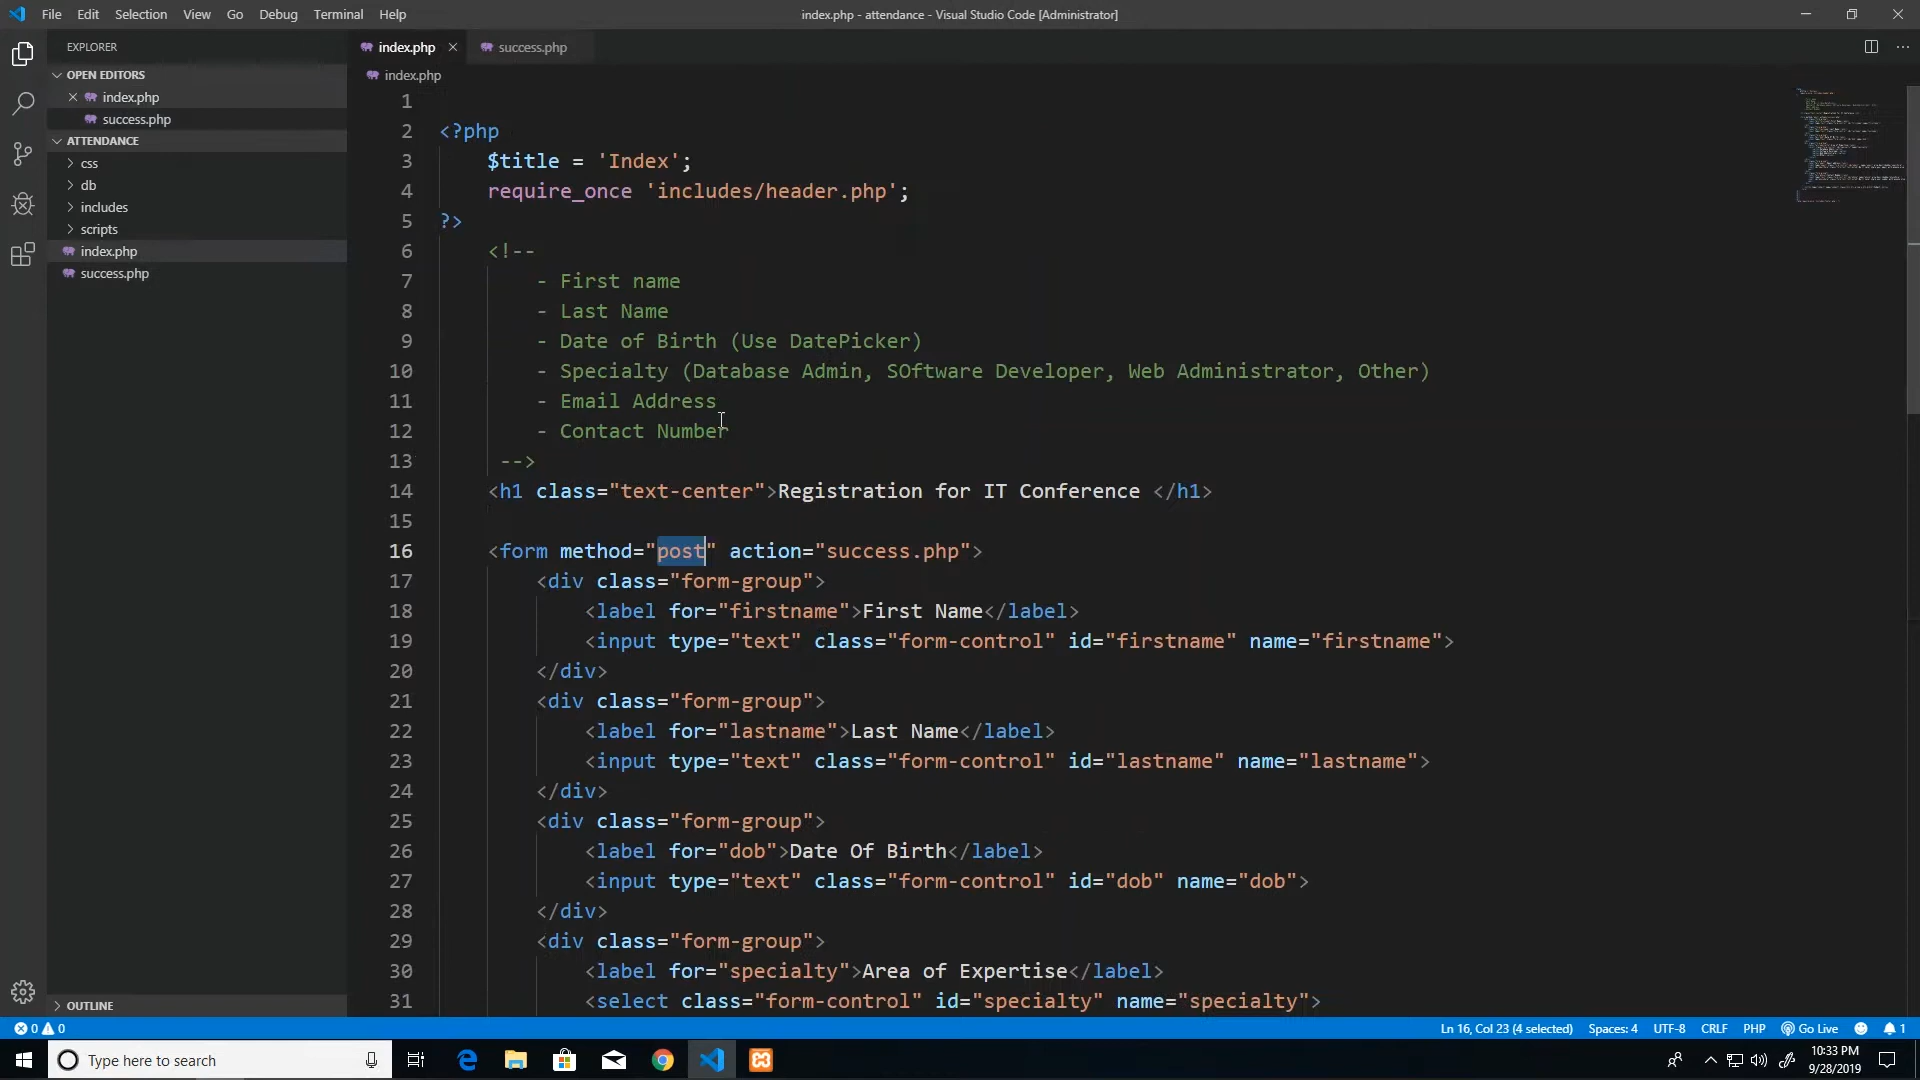 File Edit Selection View Go Debug Terminal Help
index.php - attendance - Visual Studio Code [Administrator]
EXPLORER
OPEN EDITORS
index.php
success.php
ATTENDANCE
css
db
includes
scripts
index.php
success.php
OUTLINE
index.php success.php
index.php
1
2 <?php
3 $title = 'Index';
4 require_once 'includes/header.php';
5 ?>
6 <!--
7 - First name
8 - Last Name
9 - Date of Birth (Use DatePicker)
10 - Specialty (Database Admin, SOftware Developer, Web Administrator, Other)
11 - Email Address
12 - Contact Number
13 -->
14 <h1 class="text-center">Registration for IT Conference </h1>
15
16 <form method="post" action="success.php">
17 <div class="form-group">
18 <label for="firstname">First Name</label>
19 <input type="text" class="form-control" id="firstname" name="firstname">
20 </div>
21 <div class="form-group">
22 <label for="lastname">Last Name</label>
23 <input type="text" class="form-control" id="lastname" name="lastname">
24 </div>
25 <div class="form-group">
26 <label for="dob">Date Of Birth</label>
27 <input type="text" class="form-control" id="dob" name="dob">
28 </div>
29 <div class="form-group">
30 <label for="specialty">Area of Expertise</label>
31 <select class="form-control" id="specialty" name="specialty">
0 0
Ln 16, Col 23 (4 selected) Spaces: 4 UTF-8 CRLF PHP Go Live 1
Type here to search
10:33 PM
9/28/2019